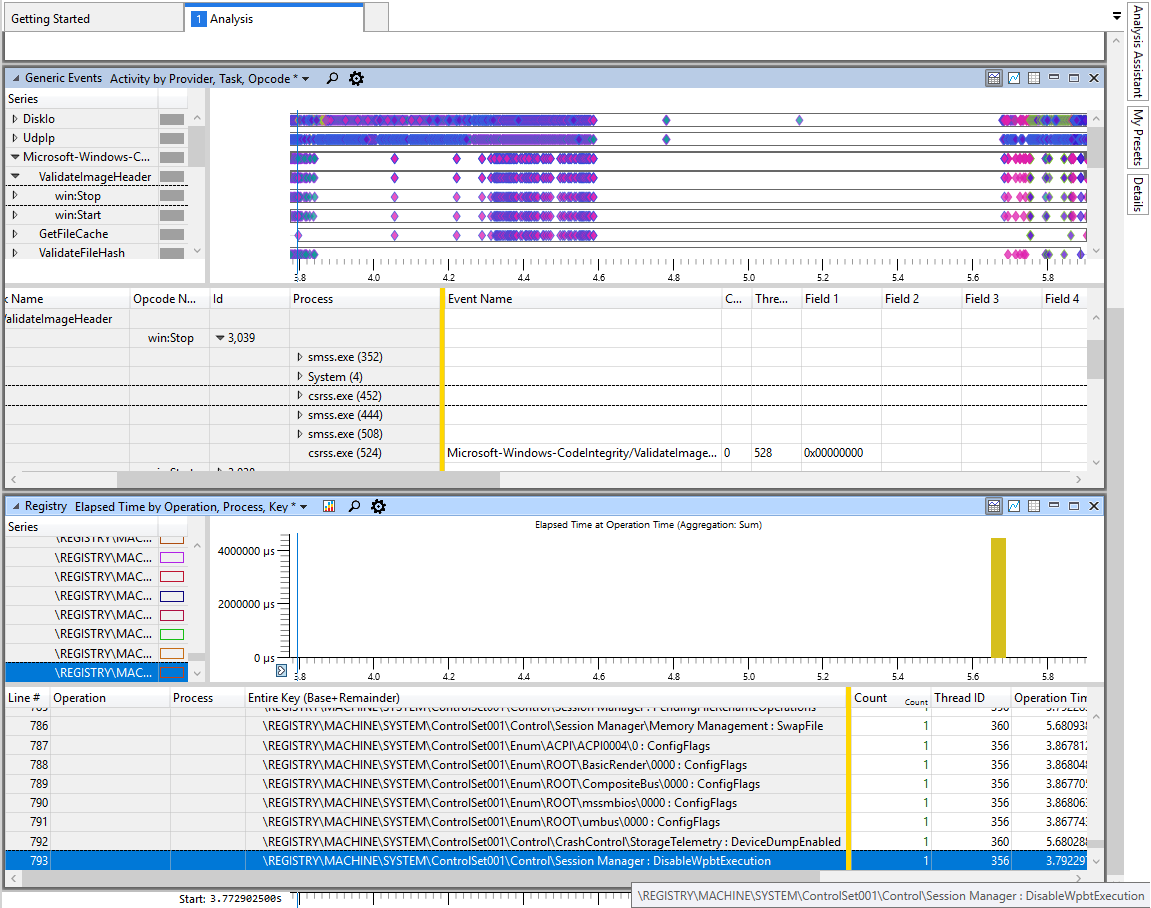 Getting Started
1 Analysis
Analysis Assistant
My Presets
Details
Generic Events Activity by Provider, Task, Opcode *
Series
DiskIo
UdpIp
Microsoft-Windows-C...
ValidateImageHeader
win:Stop
win:Start
GetFileCache
ValidateFileHash
3.8 4.0 4.2 4.4 4.6 4.8 5.0 5.2 5.4 5.6 5.8
k Name Opcode N... Id Process Event Name C... Thre... Field 1 Field 2 Field 3 Field 4
ValidateImageHeader
win:Stop 3,039
smss.exe (352)
System (4)
csrss.exe (452)
smss.exe (444)
smss.exe (508)
csrss.exe (524) Microsoft-Windows-CodeIntegrity/ValidateImage... 0 528 0x00000000
Registry Elapsed Time by Operation, Process, Key *
Series
Elapsed Time at Operation Time (Aggregation: Sum)
\REGISTRY\MAC...
\REGISTRY\MAC...
\REGISTRY\MAC...
\REGISTRY\MAC...
\REGISTRY\MAC...
\REGISTRY\MAC...
\REGISTRY\MAC...
\REGISTRY\MAC...
4000000 µs
2000000 µs
0 µs
3.8 4.0 4.2 4.4 4.6 4.8 5.0 5.2 5.4 5.6 5.8
Line # Operation Process Entire Key (Base+Remainder) Count Count Thread ID Operation Tim
785 \REGISTRY\MACHINE\SYSTEM\ControlSet001\Control\Session Manager : PendingFileRenameOperations 1 356
786 \REGISTRY\MACHINE\SYSTEM\ControlSet001\Control\Session Manager\Memory Management : SwapFile 1 360 5.680938
787 \REGISTRY\MACHINE\SYSTEM\ControlSet001\Enum\ACPI\ACPI0004\0 : ConfigFlags 1 356 3.867812
788 \REGISTRY\MACHINE\SYSTEM\ControlSet001\Enum\ROOT\BasicRender\0000 : ConfigFlags 1 356 3.868048
789 \REGISTRY\MACHINE\SYSTEM\ControlSet001\Enum\ROOT\CompositeBus\0000 : ConfigFlags 1 356 3.867705
790 \REGISTRY\MACHINE\SYSTEM\ControlSet001\Enum\ROOT\mssmbios\0000 : ConfigFlags 1 356 3.868063
791 \REGISTRY\MACHINE\SYSTEM\ControlSet001\Enum\ROOT\umbus\0000 : ConfigFlags 1 356 3.867743
792 \REGISTRY\MACHINE\SYSTEM\ControlSet001\Control\CrashControl\StorageTelemetry : DeviceDumpEnabled 1 360 5.680288
793 \REGISTRY\MACHINE\SYSTEM\ControlSet001\Control\Session Manager : DisableWpbtExecution 1 356 3.792297
Start: 3.772902500s
\REGISTRY\MACHINE\SYSTEM\ControlSet001\Control\Session Manager : DisableWpbtExecution